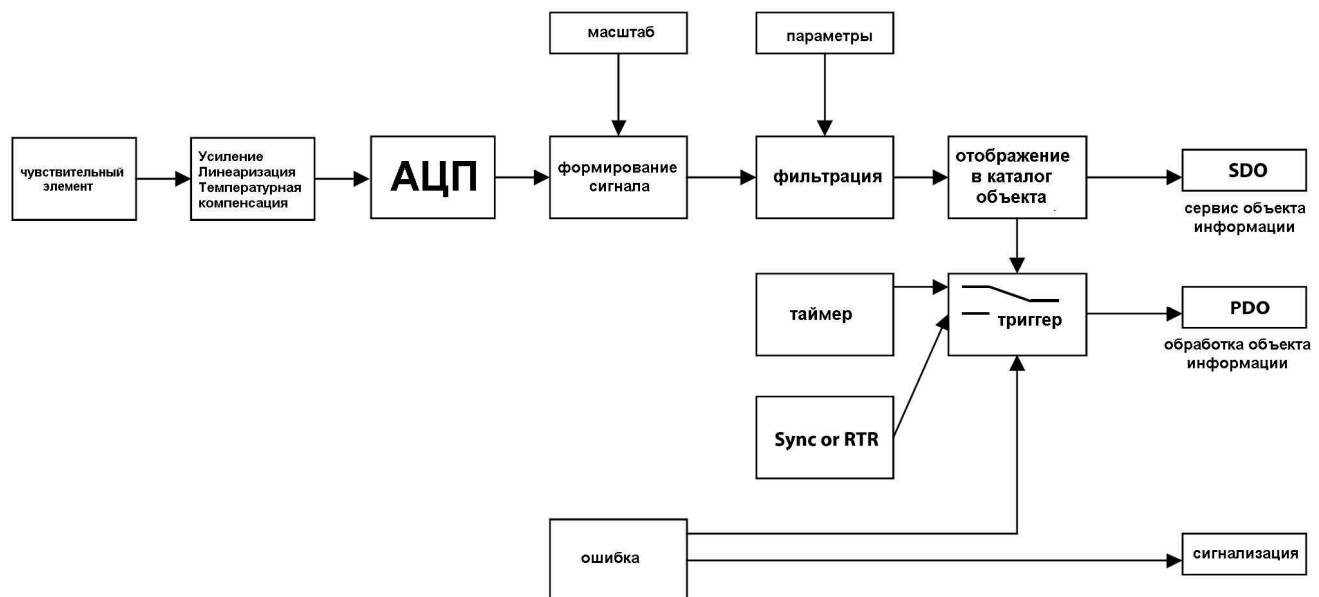 масштаб
параметры
чувствительный
элемент
Усиление
Линеаризация
Температурная
компенсация
АЦП
формирование
сигнала
фильтрация
отображение
в каталог
объекта
SDO
сервис объекта
информации
таймер
триггер
PDO
обработка объекта
информации
Sync or RTR
ошибка
сигнализация